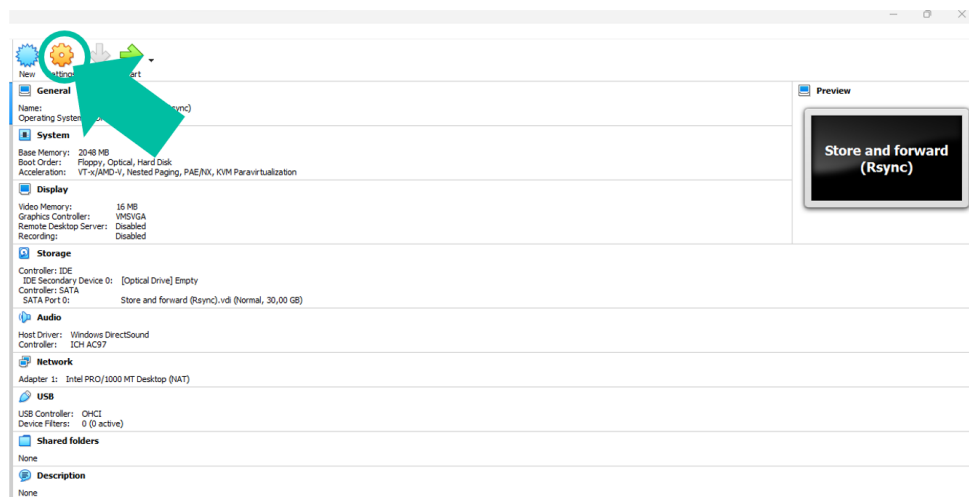 New
General
Preview
Name:
System
Base Memory: 2048 MB
Boot Order: Floppy, Optical, Hard Disk
Acceleration: VT-x/AMD-V, Nested Paging, PAE/NX, KVM Paravirtualization
Store and forward
(Rsync)
Display
Video Memory: 16 MB
Graphics Controller: VMSVGA
Remote Desktop Server: Disabled
Recording: Disabled
Storage
Controller: IDE
IDE Secondary Device 0: [Optical Drive] Empty
Controller: SATA
SATA Port 0: Store and forward (Rsync).vdi (Normal, 30,00 GB)
Audio
Host Driver: Windows DirectSound
Controller: ICH AC97
Network
Adapter 1: Intel PRO/1000 MT Desktop (NAT)
USB
USB Controller: OHCI
Device Filters: 0 (0 active)
Shared folders
None
Description
None